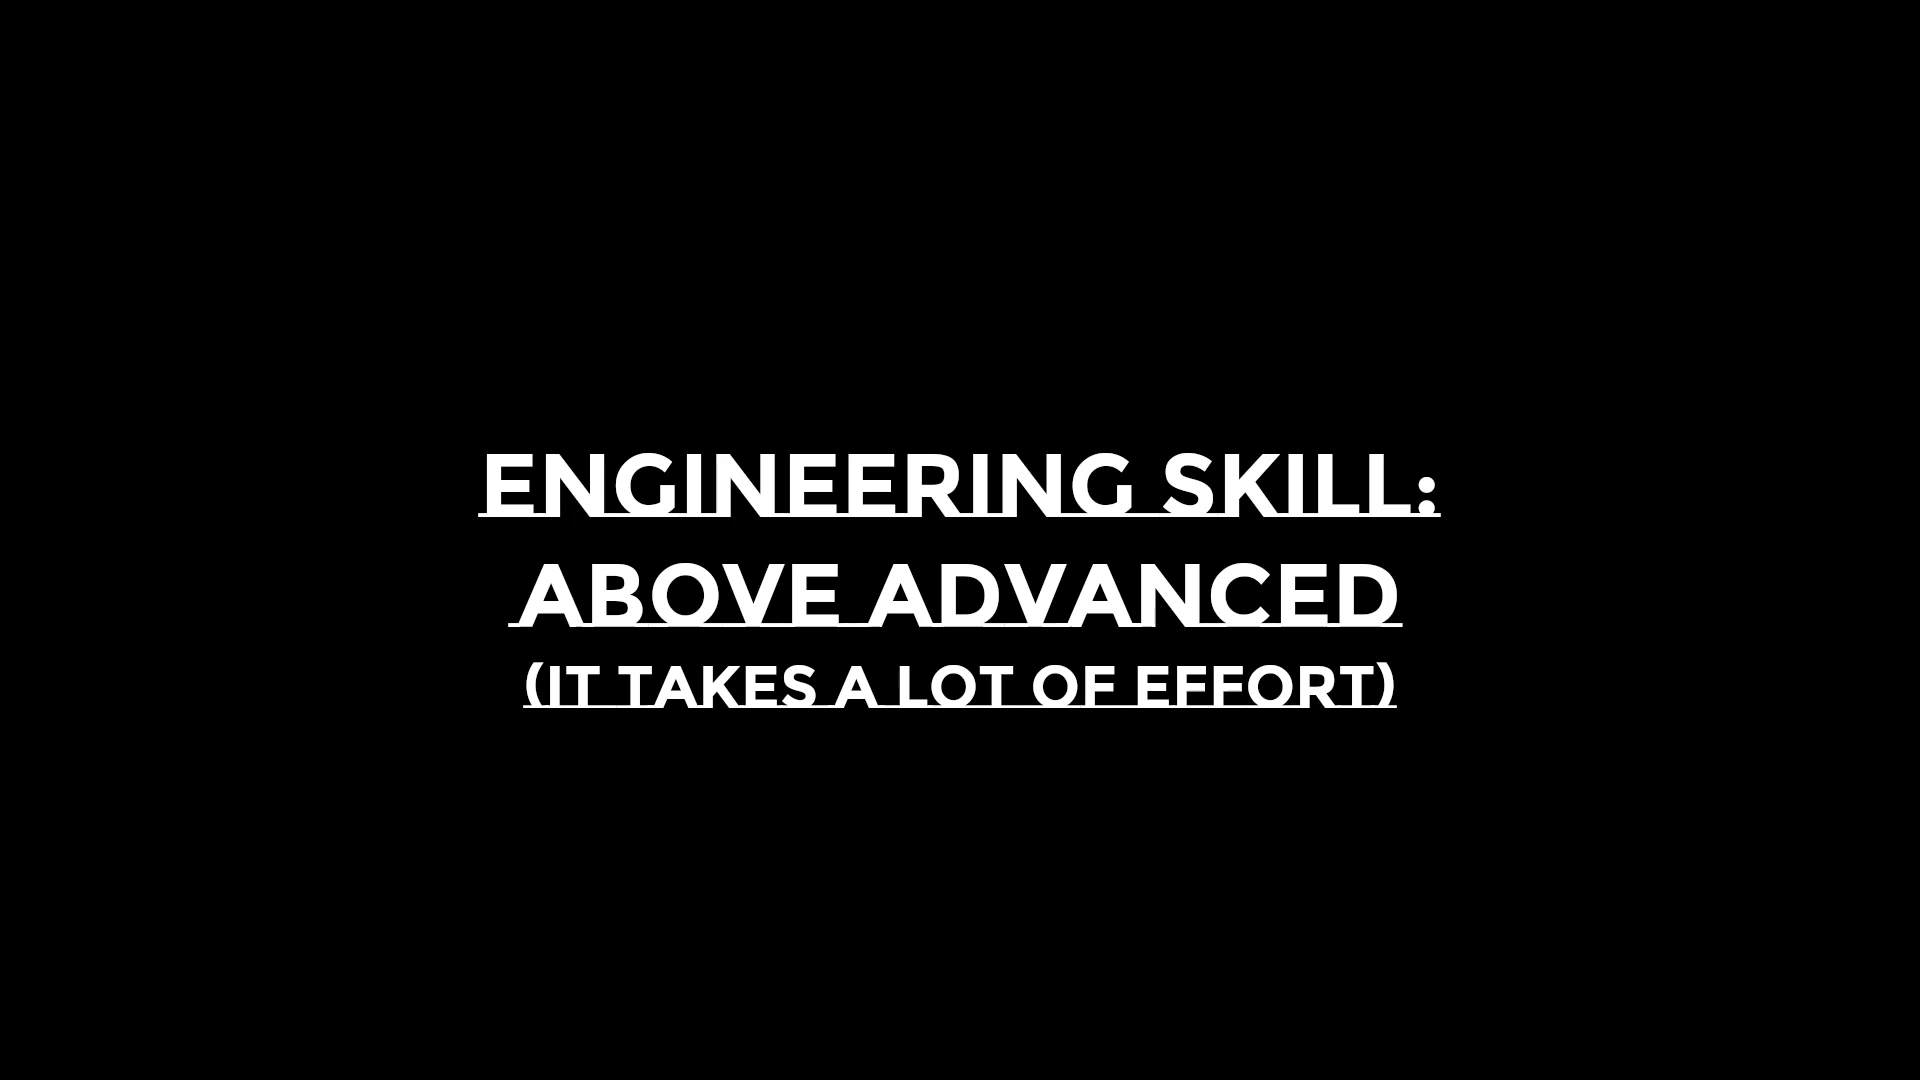 ENGINEERING SKILL:
ABOVE ADVANCED
(IT TAKES A LOT OF EFFORT)